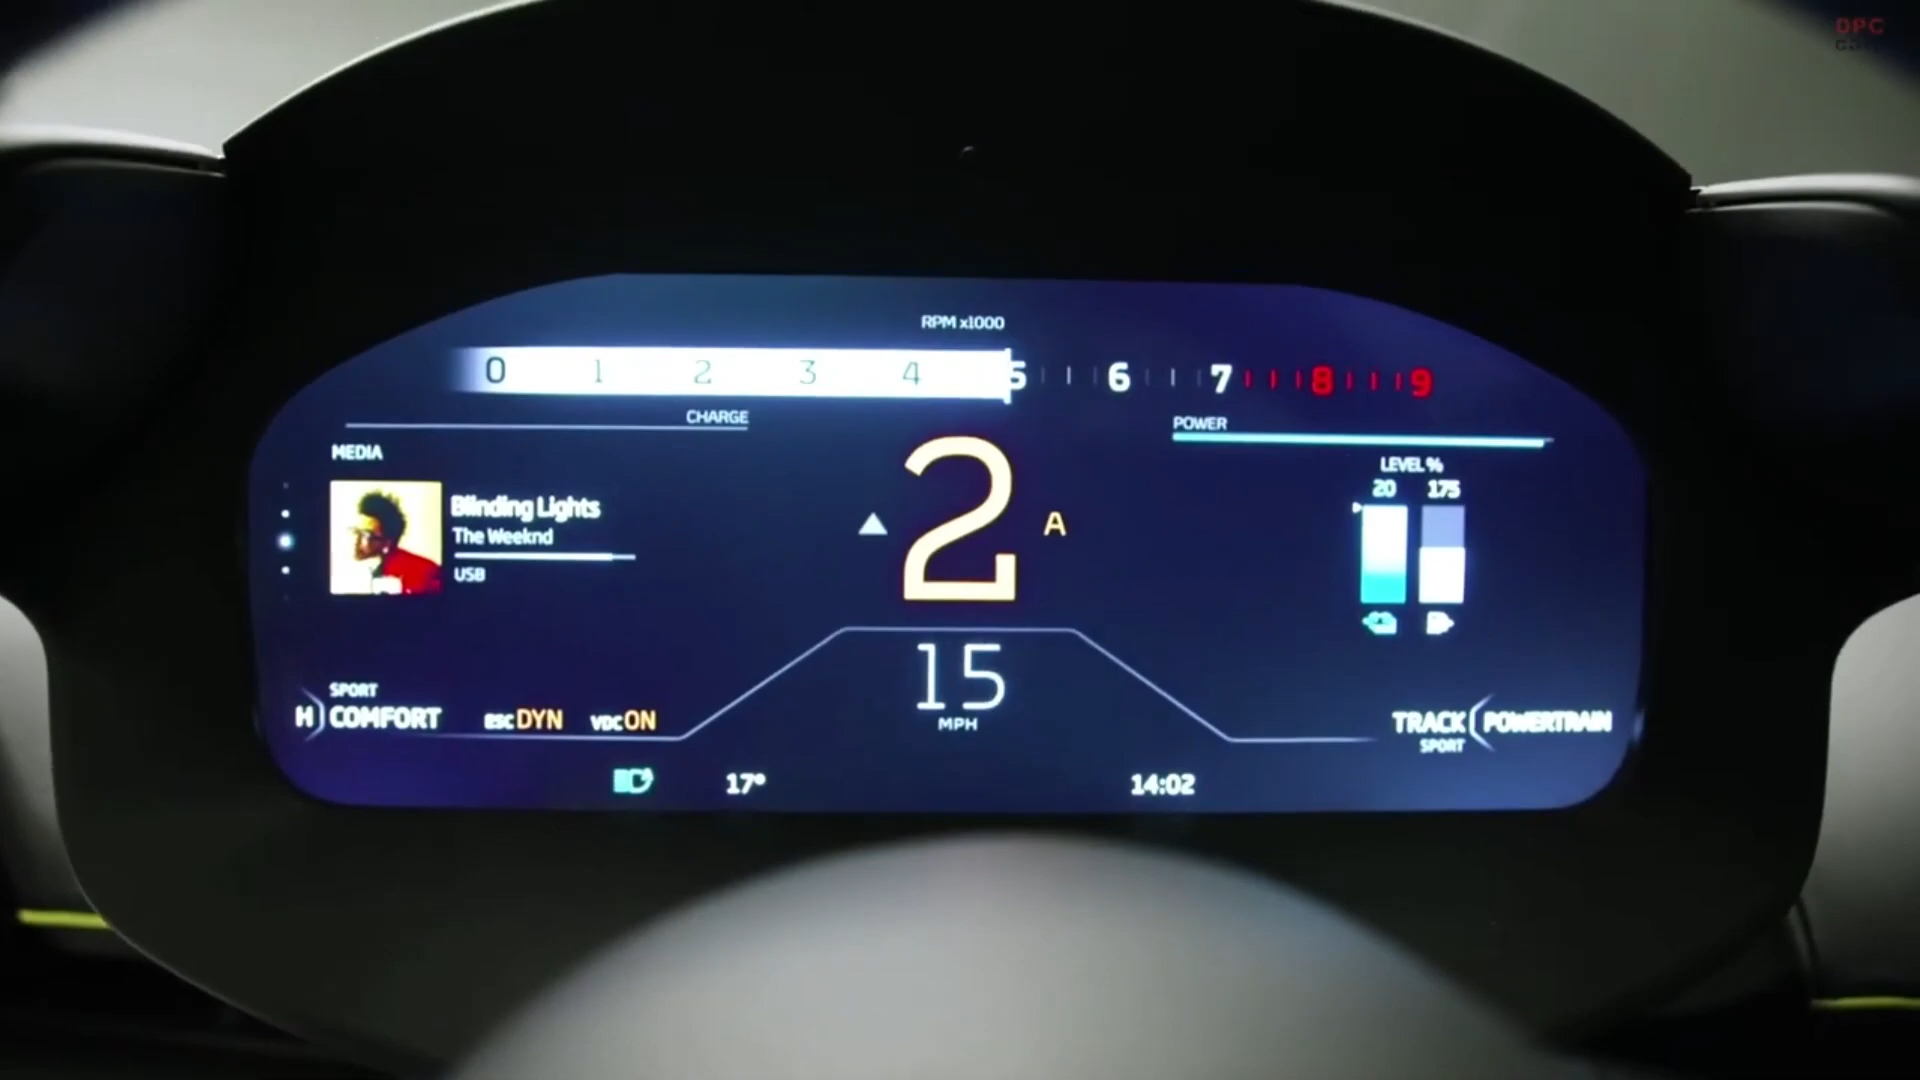 DPC
RPM x1000
0 1 2 3 4 5 6 7 8 9
CHARGE
POWER
MEDIA
Blinding Lights
The Weeknd
USB
2 A
LEVEL %
20 175
15
MPH
SPORT
H COMFORT
ESC DYN VDC ON
TRACK POWERTRAIN
SPORT
17°
14:02